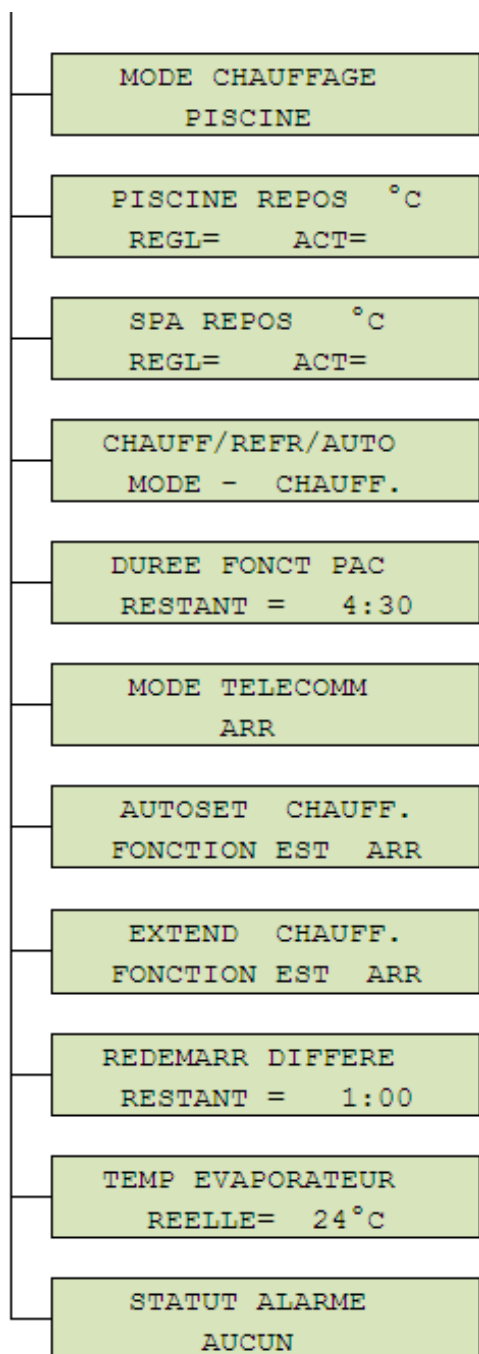 MODE CHAUFFAGE
PISCINE
PISCINE REPOS °C
REGL= ACT=
SPA REPOS °C
REGL= ACT=
CHAUFF/REFR/AUTO
MODE - CHAUFF.
DUREE FONCT PAC
RESTANT = 4:30
MODE TELECOMM
ARR
AUTOSET CHAUFF.
FONCTION EST ARR
EXTEND CHAUFF.
FONCTION EST ARR
REDEMARR DIFFERE
RESTANT = 1:00
TEMP EVAPORATEUR
REELLE= 24°C
STATUT ALARME
AUCUN